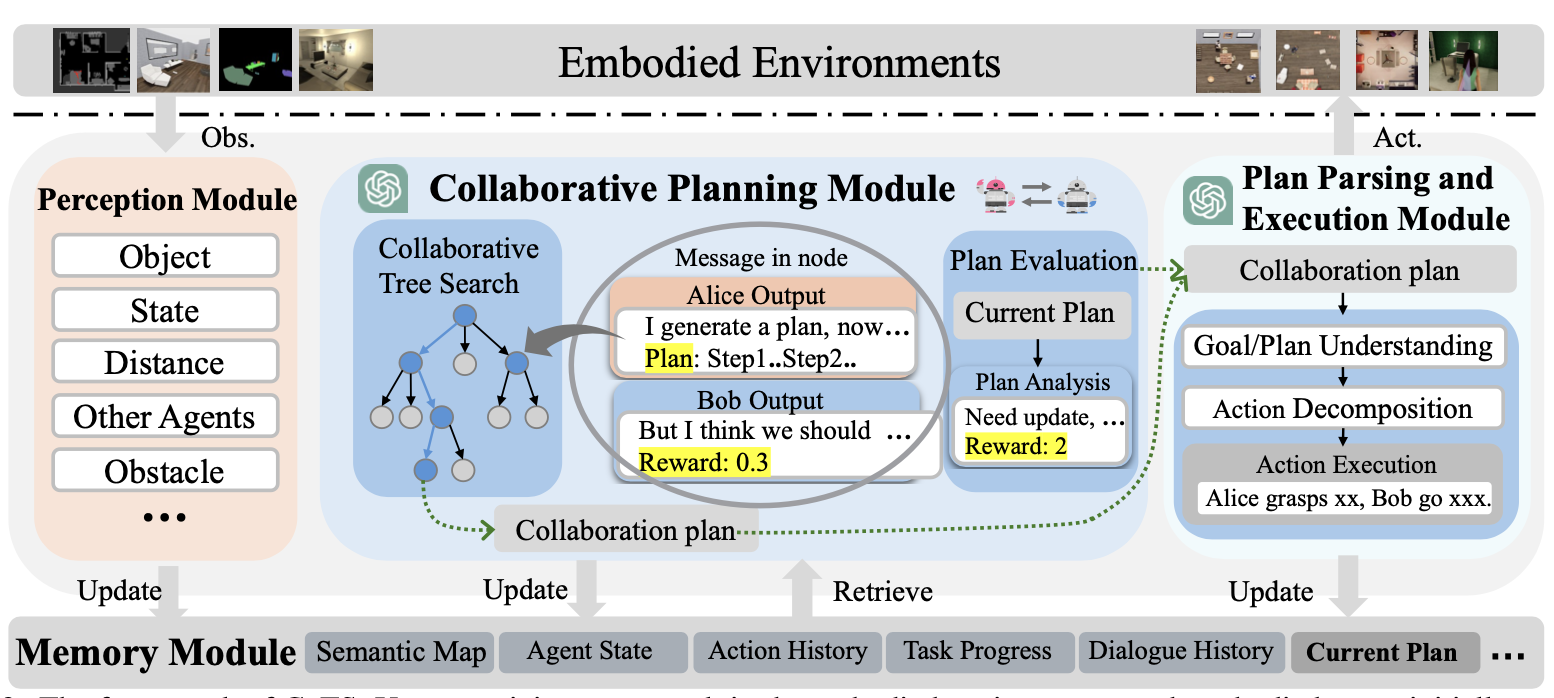 Embodied Environments
Obs.
Act.
Perception Module
Object
State
Distance
Other Agents
Obstacle
...
Collaborative Planning Module
Collaborative
Tree Search
Message in node
Alice Output
I generate a plan, now...
Plan: Step1..Step2..
Bob Output
But I think we should ...
Reward: 0.3
Collaboration plan
Plan Evaluation
Current Plan
Plan Analysis
Need update, ...
Reward: 2
Plan Parsing and
Execution Module
Collaboration plan
Goal/Plan Understanding
Action Decomposition
Action Execution
Alice grasps xx, Bob go xxx.
Update
Update
Retrieve
Update
Memory Module
Semantic Map
Agent State
Action History
Task Progress
Dialogue History
Current Plan
...